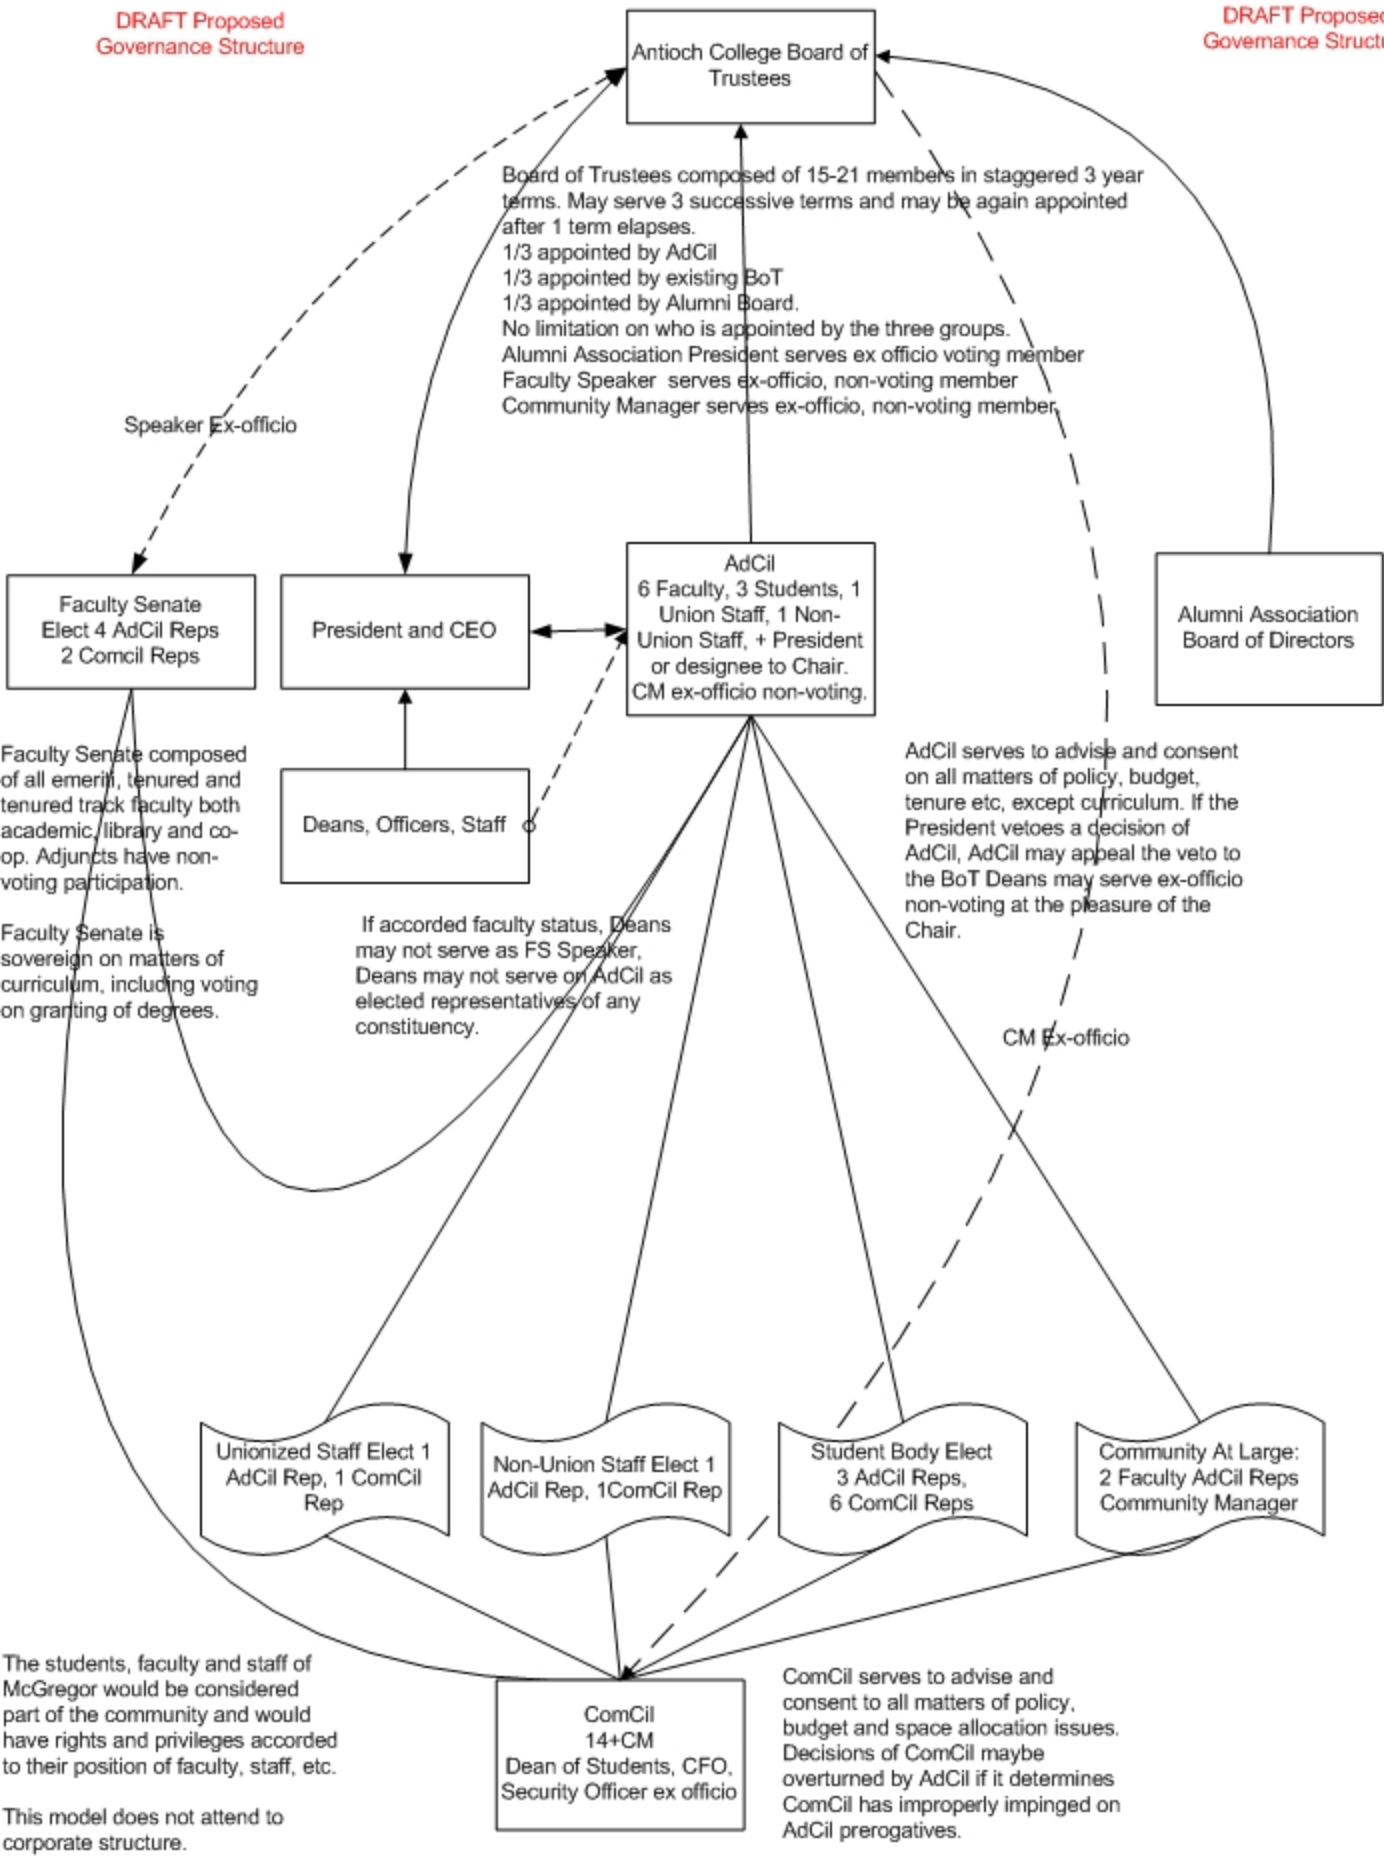 DRAFT Proposed
Governance Structure
DRAFT Proposed
Governance Struct
Antioch College Board of
Trustees
Board of Trustees composed of 15-21 members in staggered 3 year
terms. May serve 3 successive terms and may be again appointed
after 1 term elapses.
1/3 appointed by AdCil
1/3 appointed by existing BoT
1/3 appointed by Alumni Board.
No limitation on who is appointed by the three groups.
Alumni Association President serves ex officio voting member
Faculty Speaker serves ex-officio, non-voting member
Community Manager serves ex-officio, non-voting member.
Speaker Ex-officio
Faculty Senate
Elect 4 AdCil Reps
2 Comcil Reps
President and CEO
AdCil
6 Faculty, 3 Students, 1
Union Staff, 1 Non-
Union Staff, + President
or designee to Chair.
CM ex-officio non-voting.
Alumni Association
Board of Directors
Faculty Senate composed
of all emeriti, tenured and
tenured track faculty both
academic, library and co-
op. Adjuncts have non-
voting participation.
Faculty Senate is
sovereign on matters of
curriculum, including voting
on granting of degrees.
Deans, Officers, Staff
If accorded faculty status, Deans
may not serve as FS Speaker,
Deans may not serve on AdCil as
elected representatives of any
constituency.
AdCil serves to advise and consent
on all matters of policy, budget,
tenure etc, except curriculum. If the
President vetoes a decision of
AdCil, AdCil may appeal the veto to
the BoT Deans may serve ex-officio
non-voting at the pleasure of the
Chair.
CM Ex-officio
Unionized Staff Elect 1
AdCil Rep, 1 ComCil
Rep
Non-Union Staff Elect 1
AdCil Rep, 1ComCil Rep
Student Body Elect
3 AdCil Reps,
6 ComCil Reps
Community At Large:
2 Faculty AdCil Reps
Community Manager
The students, faculty and staff of
McGregor would be considered
part of the community and would
have rights and privileges accorded
to their position of faculty, staff, etc.
This model does not attend to
corporate structure.
ComCil
14+CM
Dean of Students, CFO,
Security Officer ex officio
ComCil serves to advise and
consent to all matters of policy,
budget and space allocation issues.
Decisions of ComCil maybe
overturned by AdCil if it determines
ComCil has improperly impinged on
AdCil prerogatives.